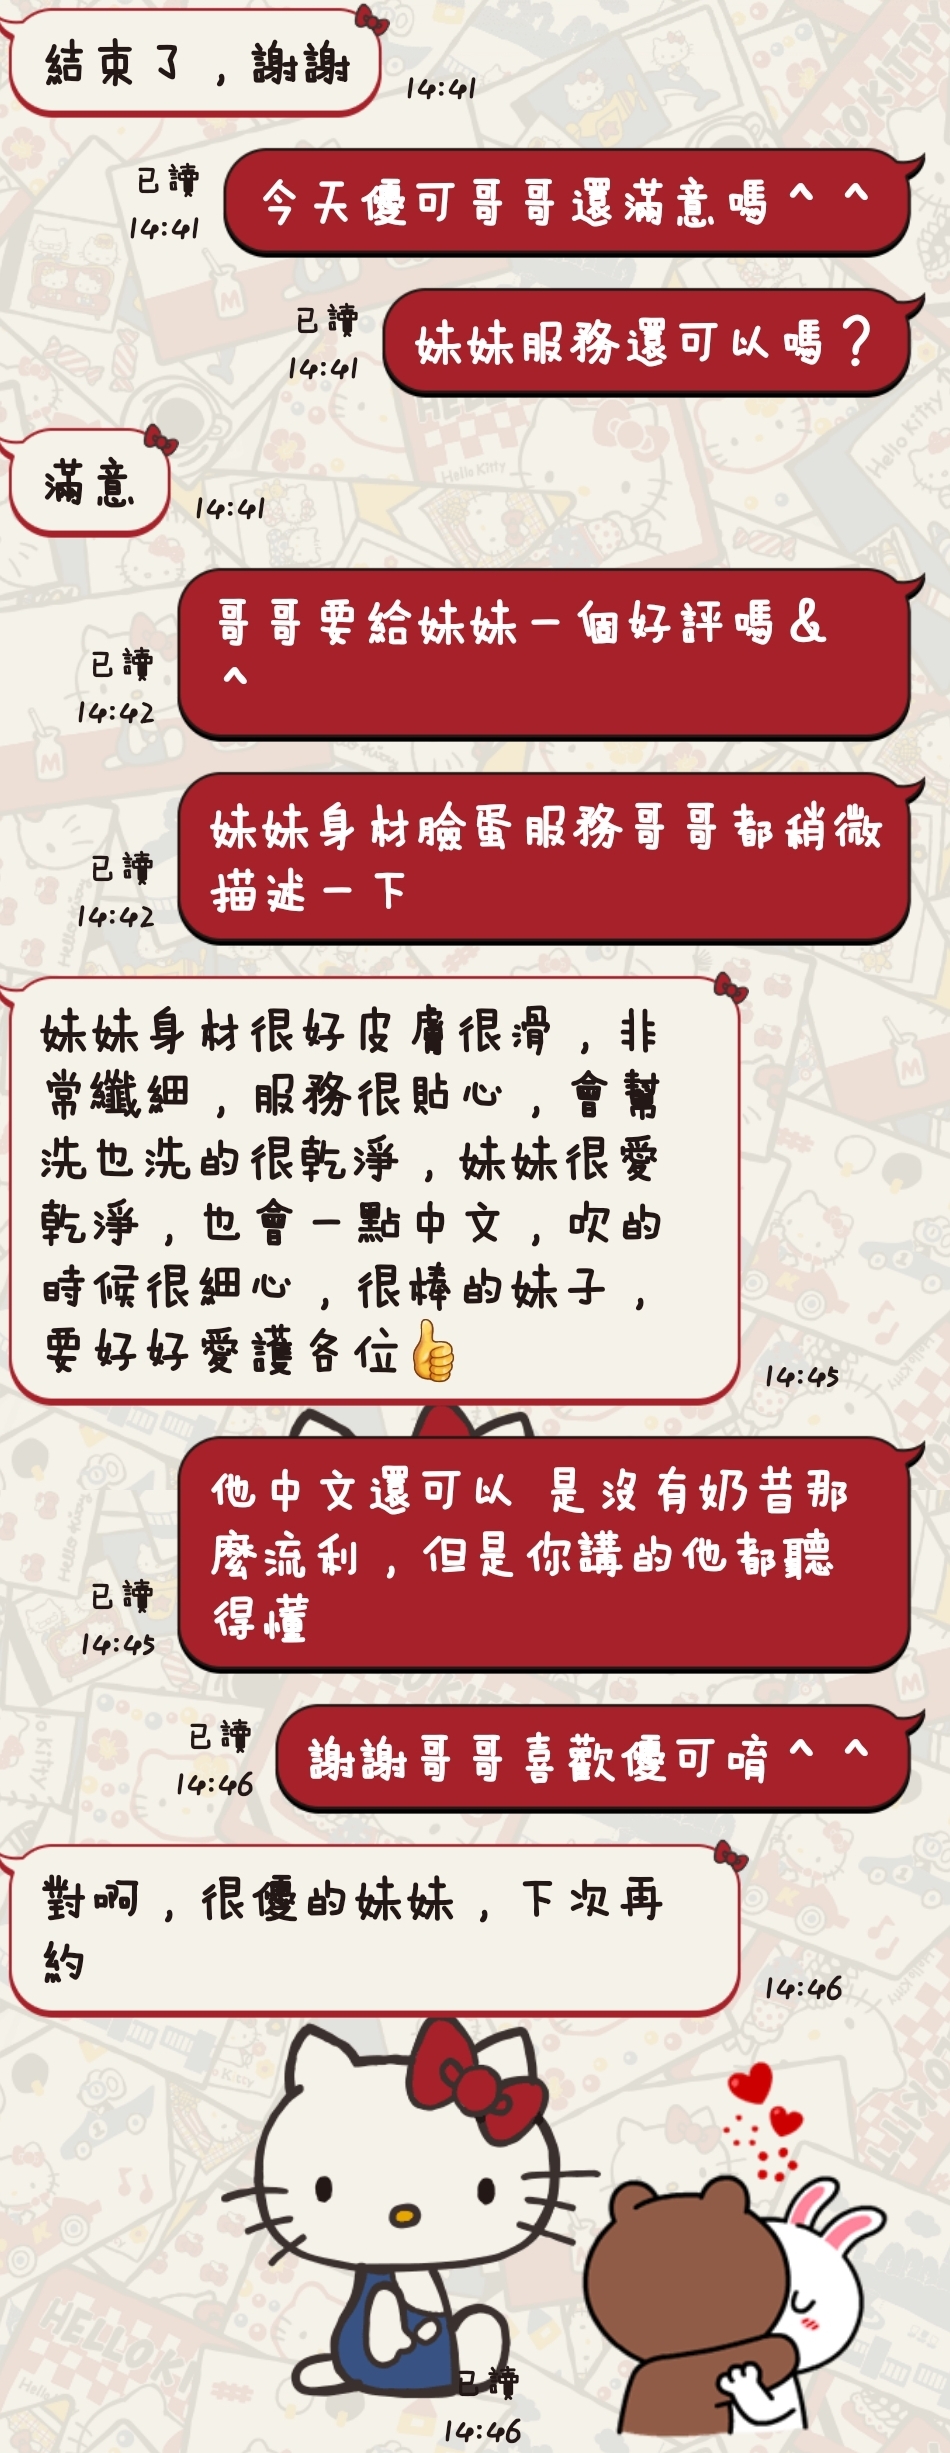 結束了，謝謝
14:41
已讀
14:41
今天優可哥哥還滿意嗎^ ^
已讀
14:41
妹妹服務還可以嗎？
滿意
14:41
哥哥要給妹妹一個好評嗎&
^
已讀
14:42
妹妹身材臉蛋服務哥哥都稍微
描述一下
已讀
14:42
妹妹身材很好皮膚很滑，非
常纖細，服務很貼心，會幫
洗也洗的很乾淨，妹妹很愛
乾淨，也會一點中文，吹的
時候很細心，很棒的妹子，
要好好愛護各位👍
14:45
他中文還可以 是沒有奶昔那
麼流利，但是你講的他都聽
得懂
已讀
14:45
已讀
14:46
謝謝哥哥喜歡優可唷^ ^
對啊，很優的妹妹，下次再
約
14:46
已讀
14:46